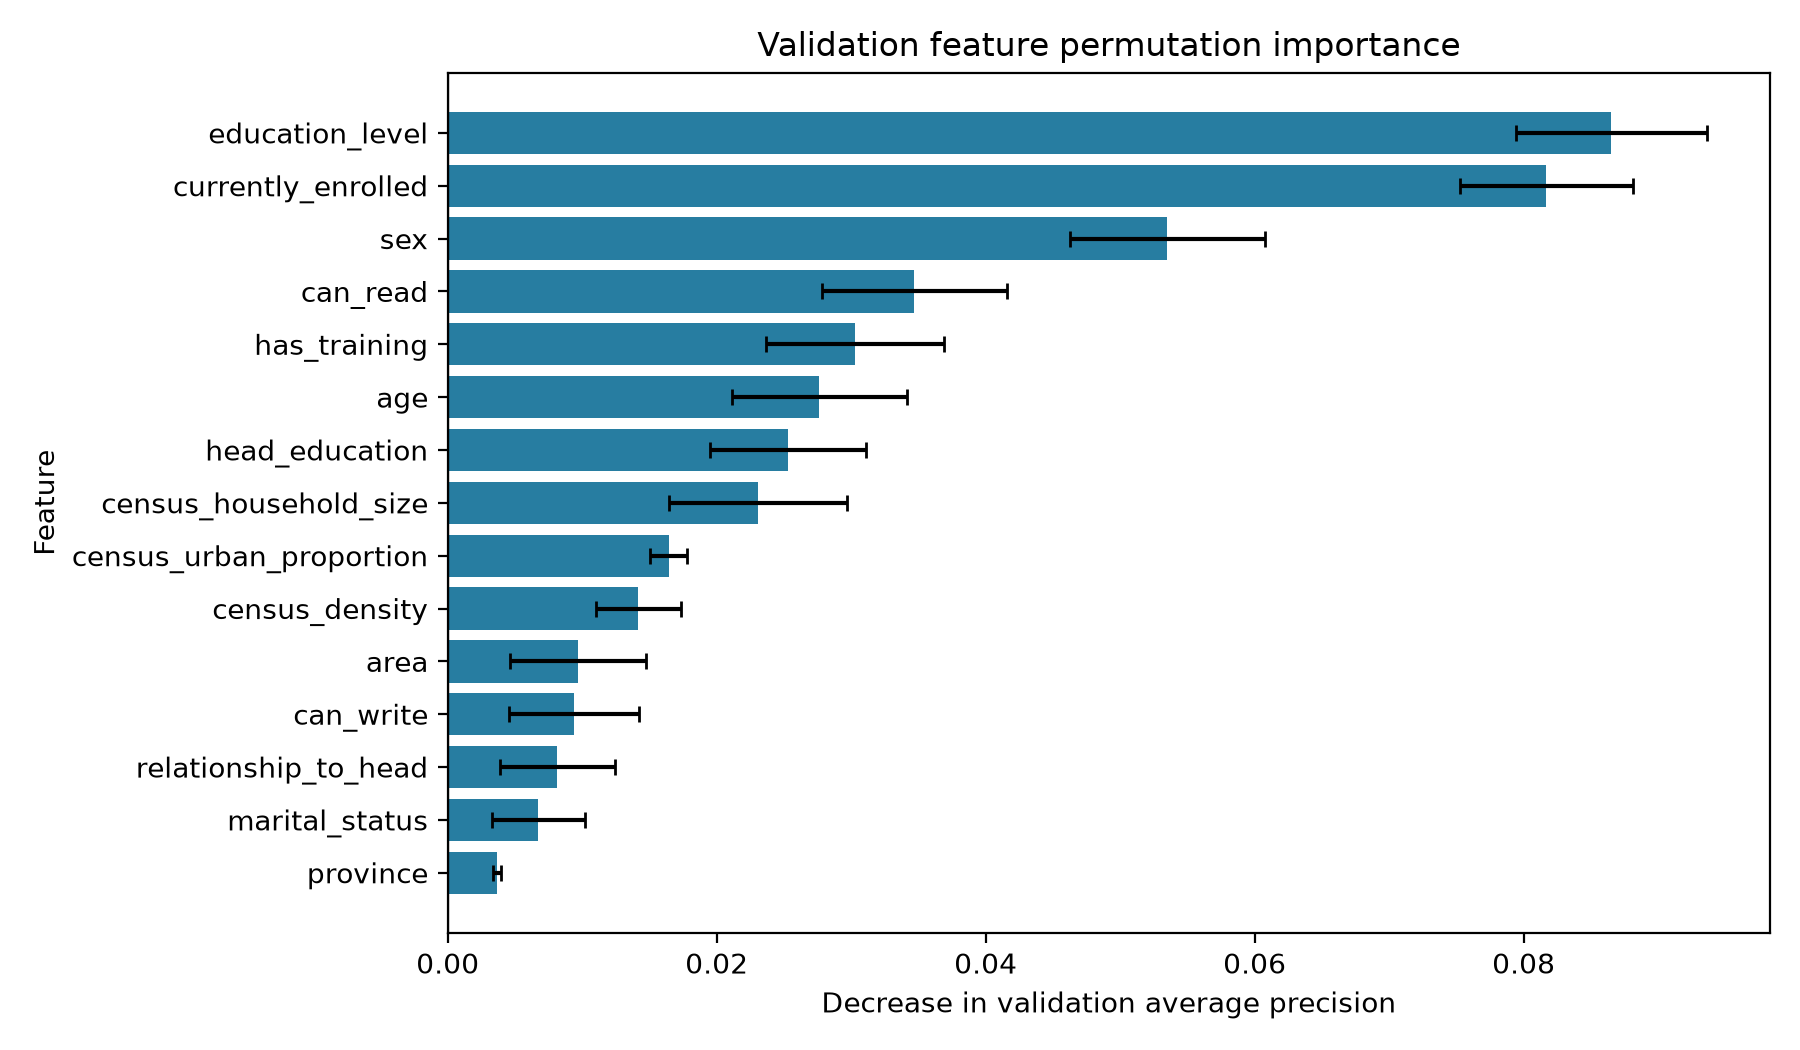 Validation feature permutation importance
education_level
currently_enrolled
sex
can_read
has_training
age
head_education
census_household_size
census_urban_proportion
census_density
area
can_write
relationship_to_head
marital_status
province
Feature
0.00 0.02 0.04 0.06 0.08
Decrease in validation average precision